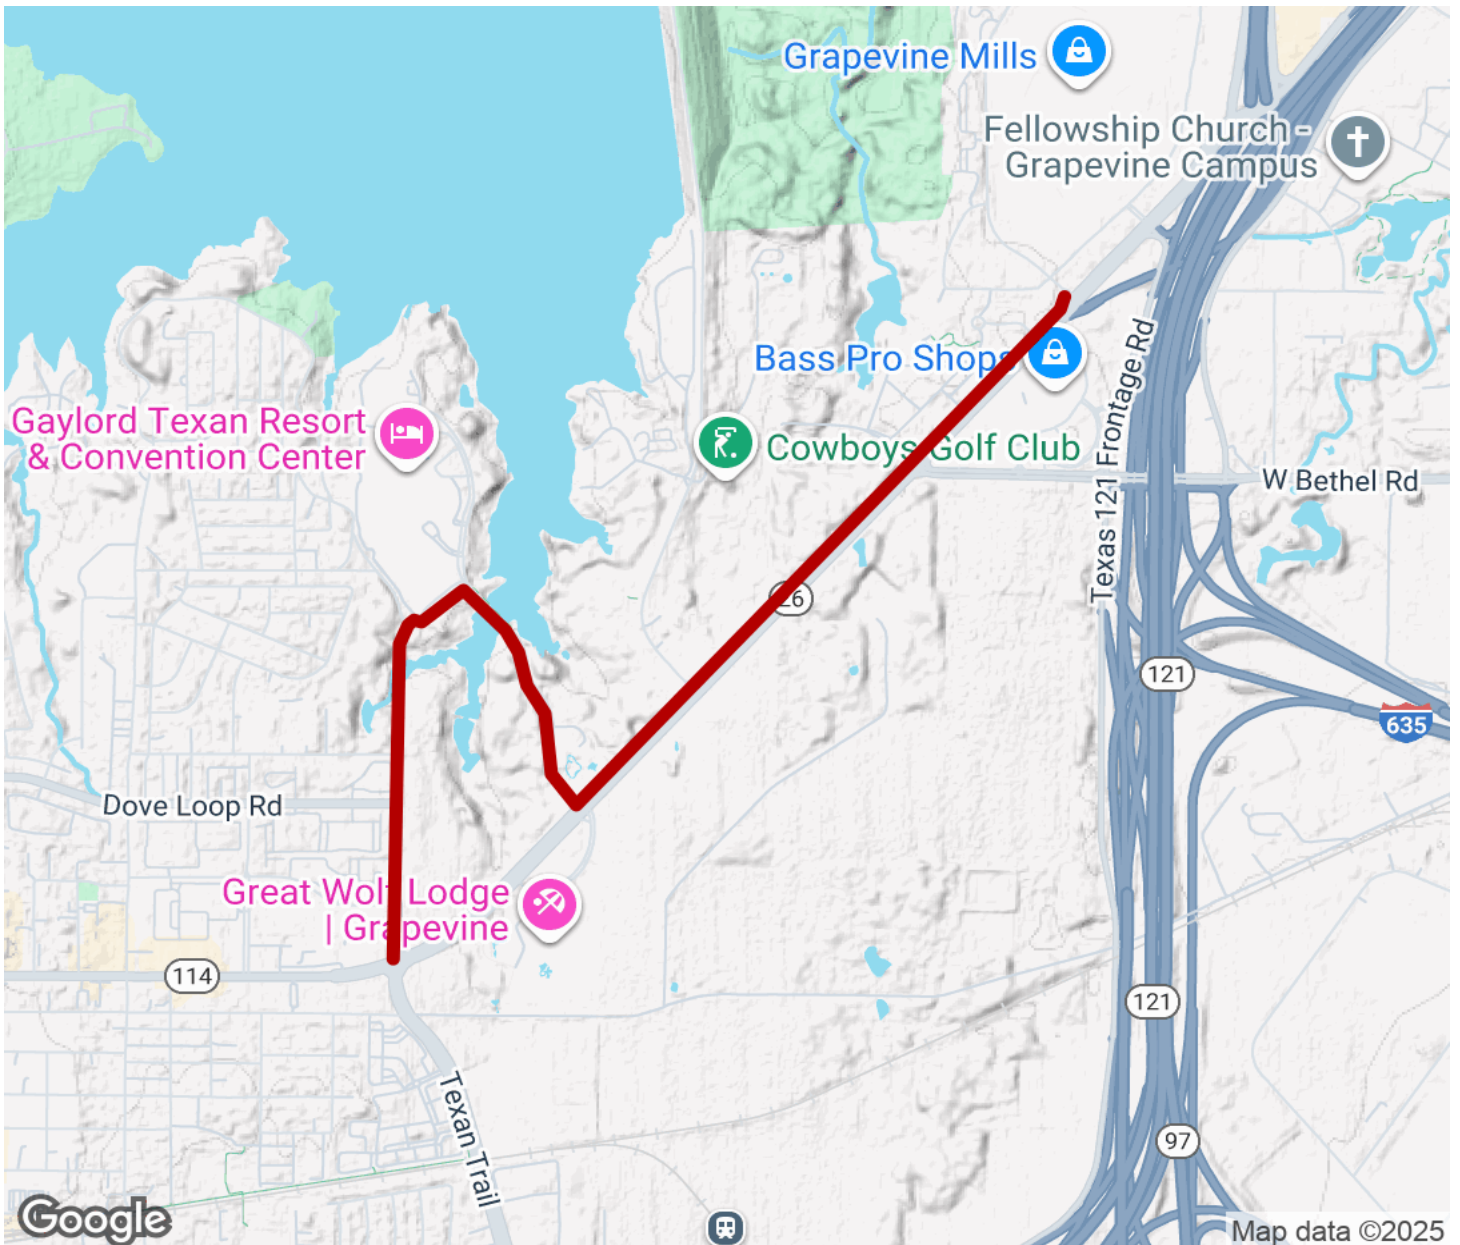 Grapevine Mills
Fellowship Church -
Grapevine Campus
Bass Pro Shops
Gaylord Texan Resort
& Convention Center
Cowboys Golf Club
W Bethel Rd
Texas 121 Frontage Rd
26
121
635
Dove Loop Rd
Great Wolf Lodge
| Grapevine
114
121
Texan Trail
97
Google
Map data ©2025